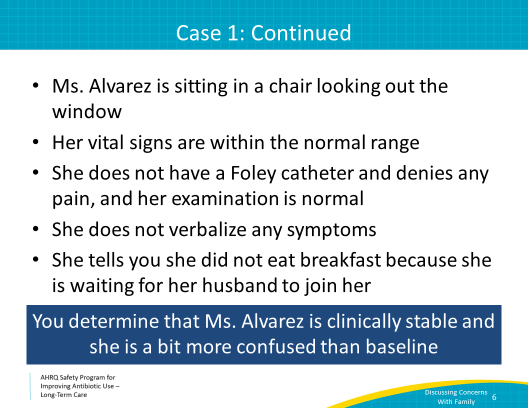 Case 1: Continued
• Ms. Alvarez is sitting in a chair looking out the
window
• Her vital signs are within the normal range
• She does not have a Foley catheter and denies any
pain, and her examination is normal
• She does not verbalize any symptoms
• She tells you she did not eat breakfast because she
is waiting for her husband to join her
You determine that Ms. Alvarez is clinically stable and
she is a bit more confused than baseline
AHRQ Safety Program for
Improving Antibiotic Use –
Long-Term Care
Discussing Concerns
With Family
6